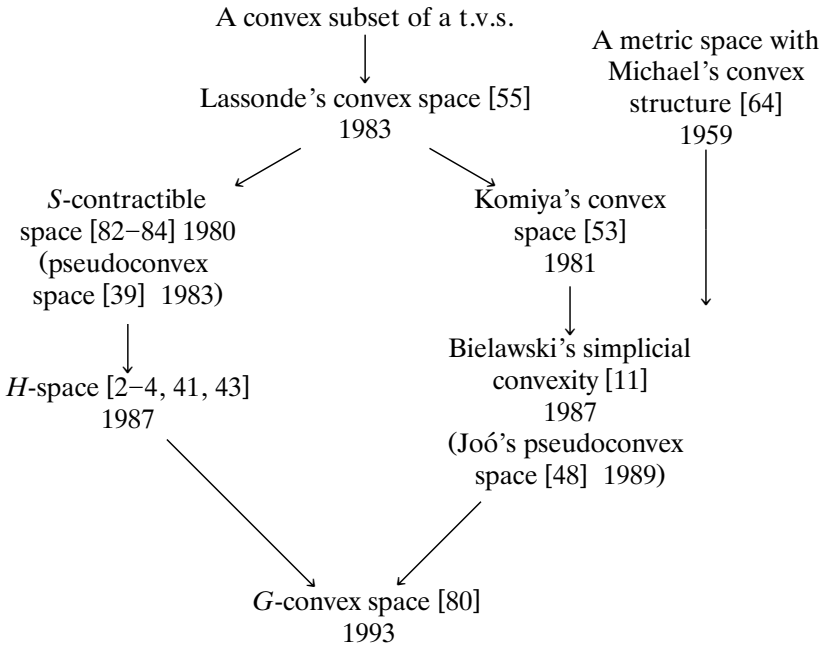 A convex subset of a t.v.s.
Lassonde's convex space [55]
1983
A metric space with
Michael's convex
structure [64]
1959
S-contractible
space [82−84] 1980
(pseudoconvex
space [39] 1983)
Komiya's convex
space [53]
1981
H-space [2−4, 41, 43]
1987
Bielawski's simplicial
convexity [11]
1987
(Joó's pseudoconvex
space [48] 1989)
G-convex space [80]
1993